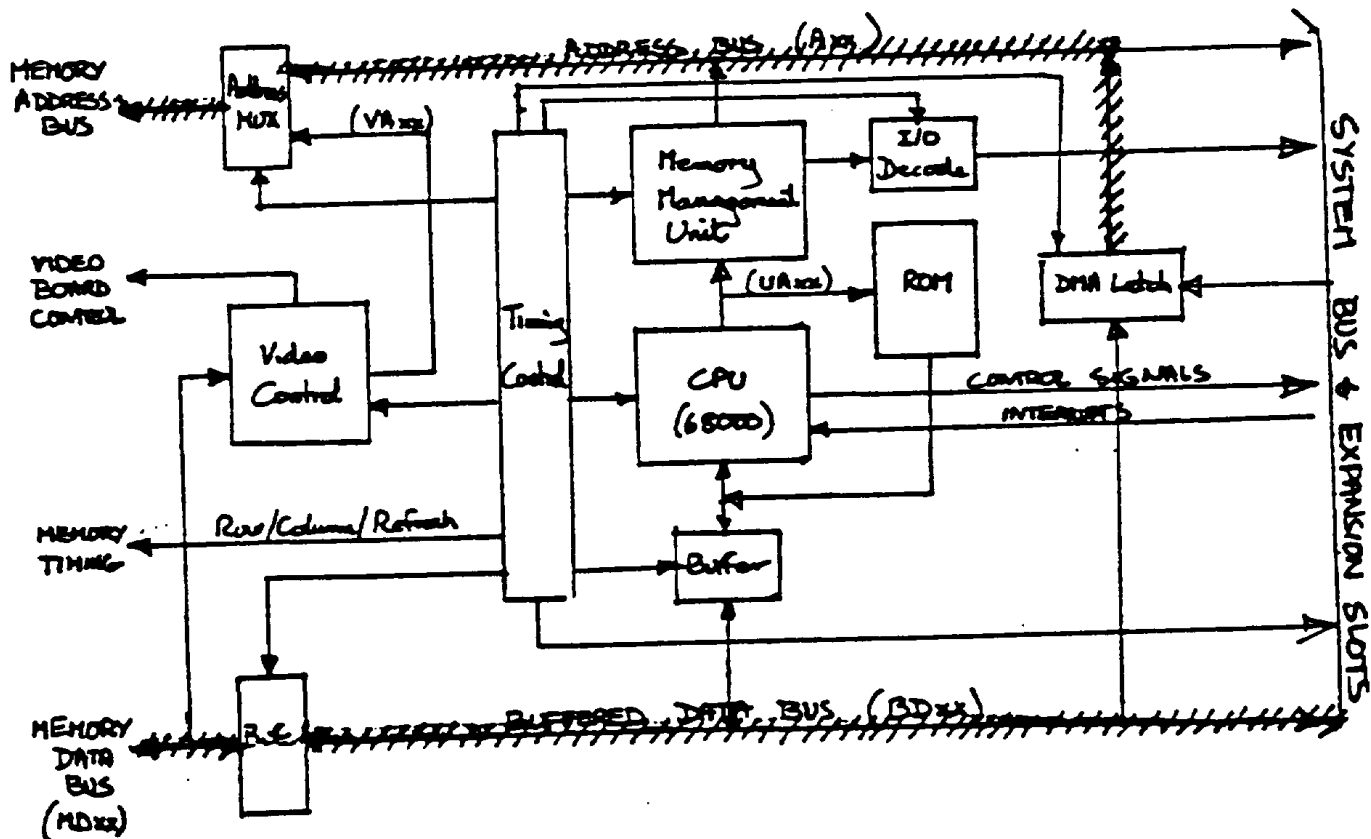 ADDRESS BUS (Axx)
MEMORY
ADDRESS
BUS
Address
MUX
(VAxx)
I/O
Decode
Memory
Management
Unit
VIDEO
BOARD
CONTROL
(UAxx)
ROM
DMA Latch
Timing
Control
Video
Control
CPU
(68000)
CONTROL SIGNALS
INTERRUPTS
MEMORY
TIMING
Row/Column/Refresh
Buffer
BUFFERED DATA BUS (BDxx)
MEMORY
DATA
BUS
(MDxx)
SYSTEM BUS & EXPANSION SLOTS